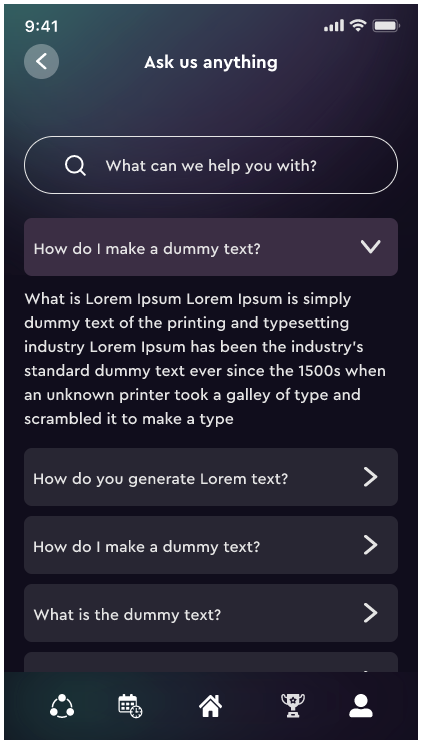 9:41
Ask us anything
What can we help you with?
How do I make a dummy text?
What is Lorem Ipsum Lorem Ipsum is simply
dummy text of the printing and typesetting
industry Lorem Ipsum has been the industry's
standard dummy text ever since the 1500s when
an unknown printer took a galley of type and
scrambled it to make a type
How do you generate Lorem text?
How do I make a dummy text?
What is the dummy text?